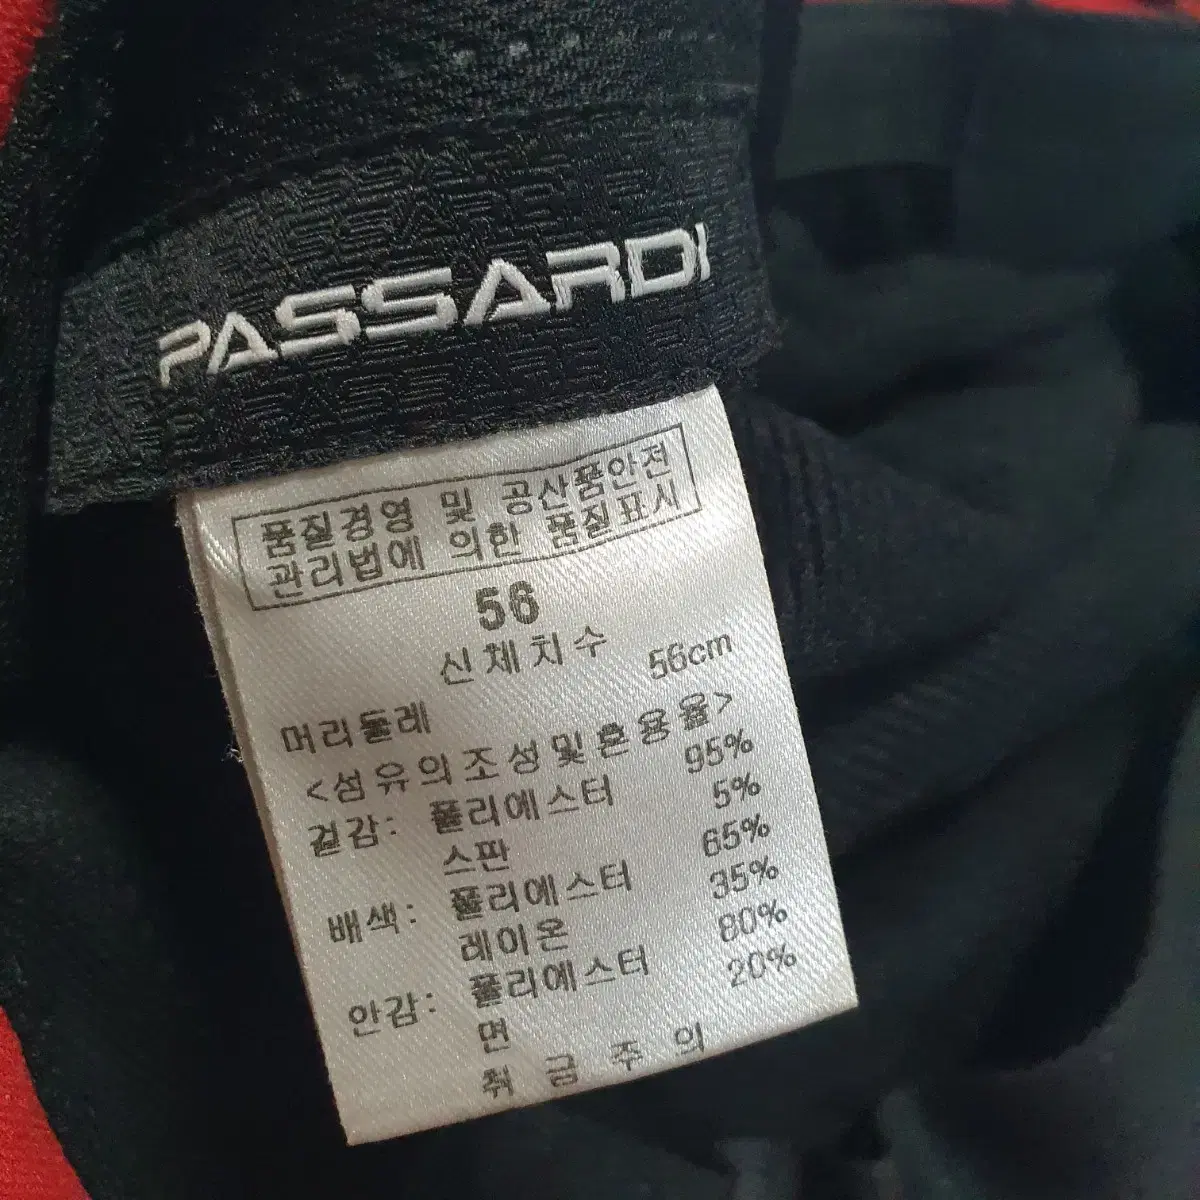 PASSARDI
품질경영 및 공산품안전
관리법에 의한 품질표시
56
신체치수
머리둘레 56cm
<섬유의조성및혼용율>
겉감: 폴리에스터 95%
스판 5%
배색: 폴리에스터 65%
레이온 35%
안감: 폴리에스터 80%
면 20%
취급주의